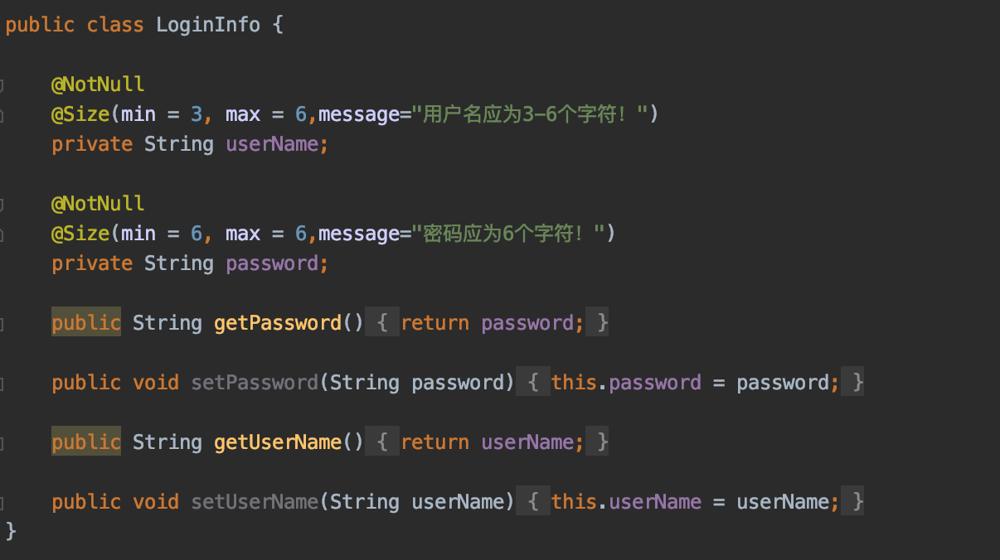 public class LoginInfo {
@NotNull
@Size(min = 3, max = 6,message="用户名应为3-6个字符！")
private String userName;
@NotNull
@Size(min = 6, max = 6,message="密码应为6个字符！")
private String password;
public String getPassword() { return password; }
public void setPassword(String password) { this.password = password; }
public String getUserName() { return userName; }
public void setUserName(String userName) { this.userName = userName; }
}